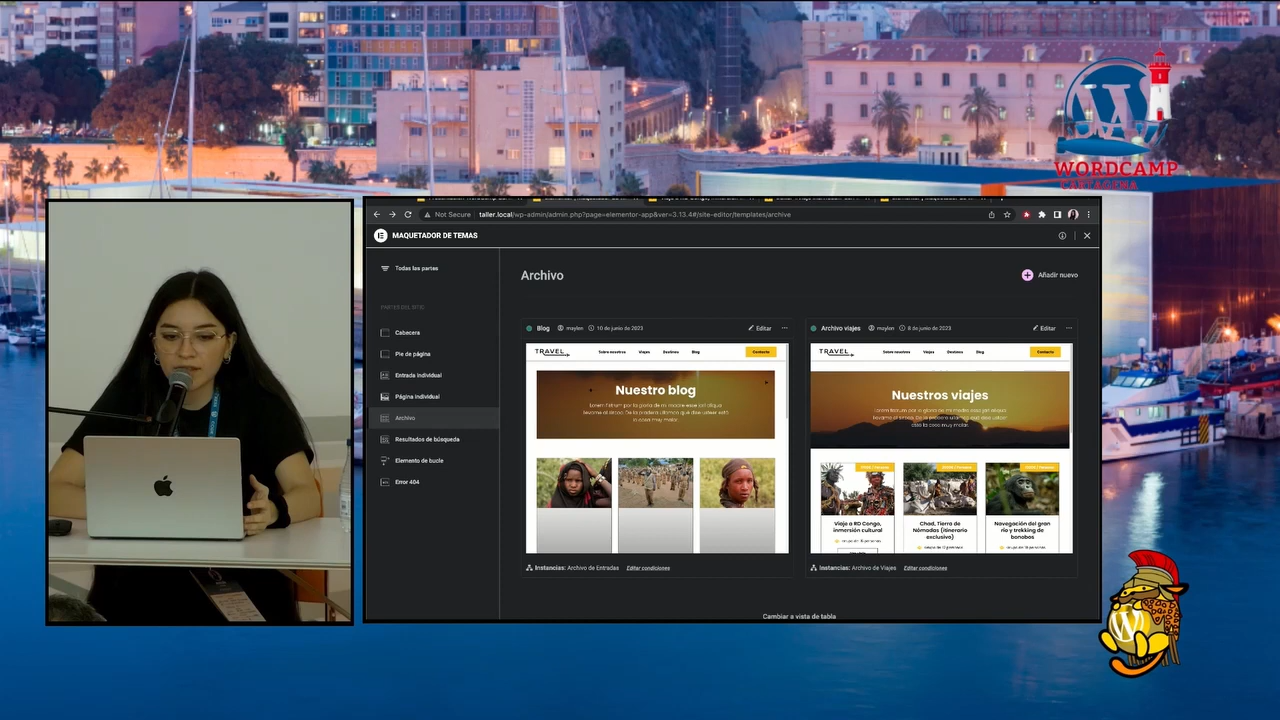 WORDCAMP
CARTAGENA
Not Secure
taller.local/wp-admin/admin.php?page=elementor-app&ver=3.13.4#/site-editor/templates/archive
MAQUETADOR DE TEMAS
Todas las partes
PARTES DEL SITIO
Cabecera
Pie de página
Entrada individual
Página individual
Archivo
Resultados de búsqueda
Elemento de bucle
Error 404
Archivo
Añadir nuevo
Blog maylen 10 de junio de 2023 Editar
TRAVEL Sobre nosotros Viajes Destinos Blog Contacto
Nuestro blog
Instancias: Archivo de Entradas Editar condiciones
Archivo viajes maylen 8 de junio de 2023 Editar
TRAVEL Sobre nosotros Viajes Destinos Blog Contacto
Nuestros viajes
Viaje a RD Congo, inmersión cultural
Chad, Tierra de Nómadas (itinerario exclusivo)
Navegación del gran río y trekking de bonobos
Instancias: Archivo de Viajes Editar condiciones
Cambiar a vista de tabla